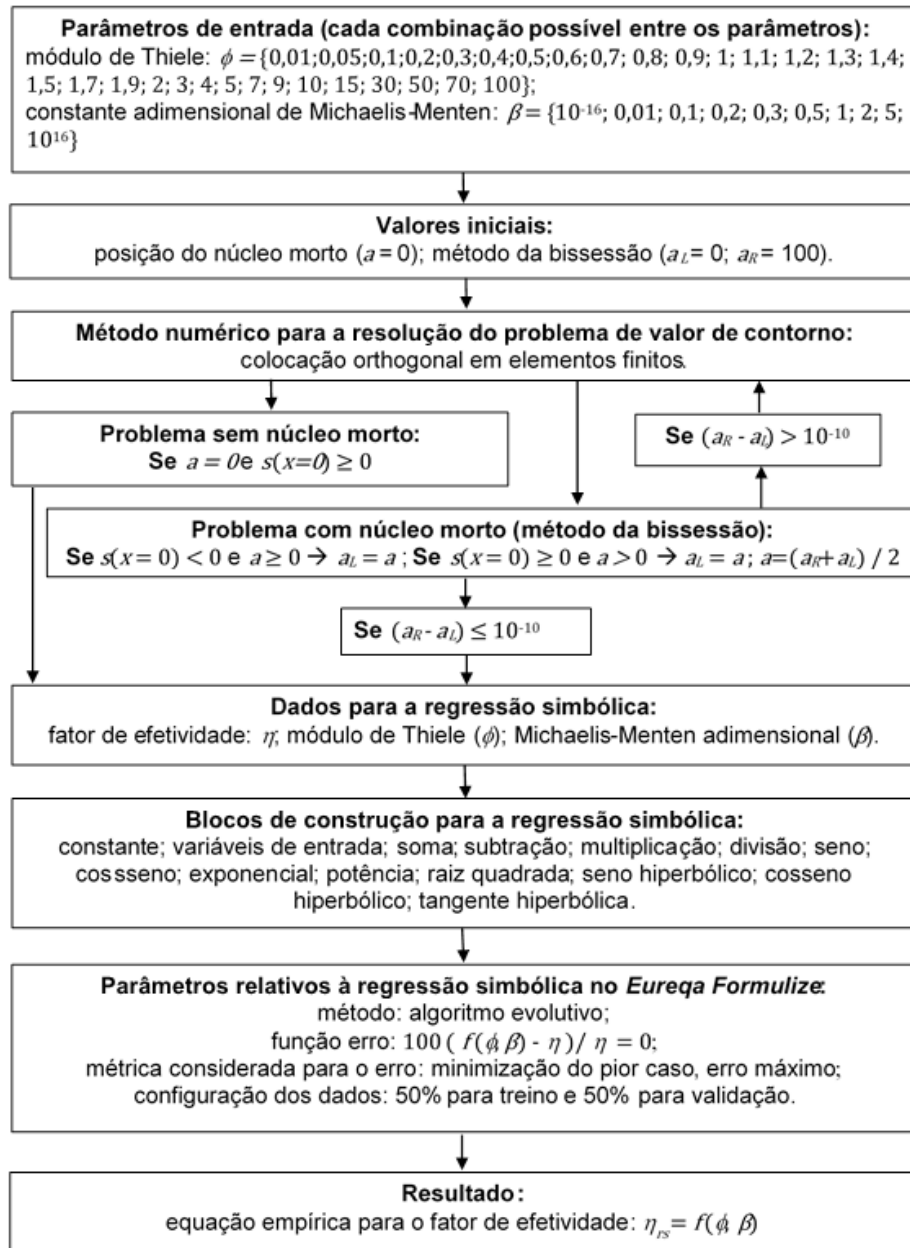 Parâmetros de entrada (cada combinação possível entre os parâmetros):
módulo de Thiele: ϕ = {0,01;0,05;0,1;0,2;0,3;0,4;0,5;0,6;0,7; 0,8; 0,9; 1; 1,1; 1,2; 1,3; 1,4;
1,5; 1,7; 1,9; 2; 3; 4; 5; 7; 9; 10; 15; 30; 50; 70; 100};
constante adimensional de Michaelis-Menten: β = {10⁻¹⁶; 0,01; 0,1; 0,2; 0,3; 0,5; 1; 2; 5;
10¹⁶}
Valores iniciais:
posição do núcleo morto (a = 0); método da bissessão (a_L = 0; a_R = 100).
Método numérico para a resolução do problema de valor de contorno:
colocação orthogonal em elementos finitos.
Problema sem núcleo morto:
Se a = 0 e s(x=0) ≥ 0
Se (a_R - a_L) > 10⁻¹⁰
Problema com núcleo morto (método da bissessão):
Se s(x = 0) < 0 e a ≥ 0 → a_L = a ; Se s(x = 0) ≥ 0 e a > 0 → a_L = a; a=(a_R+a_L) / 2
Se (a_R - a_L) ≤ 10⁻¹⁰
Dados para a regressão simbólica:
fator de efetividade: η; módulo de Thiele (ϕ); Michaelis-Menten adimensional (β).
Blocos de construção para a regressão simbólica:
constante; variáveis de entrada; soma; subtração; multiplicação; divisão; seno;
cossseno; exponencial; potência; raiz quadrada; seno hiperbólico; cosseno
hiperbólico; tangente hiperbólica.
Parâmetros relativos à regressão simbólica no Eureqa Formulize:
método: algoritmo evolutivo;
função erro: 100 ( f(ϕ, β) - η ) / η = 0;
métrica considerada para o erro: minimização do pior caso, erro máximo;
configuração dos dados: 50% para treino e 50% para validação.
Resultado:
equação empírica para o fator de efetividade: η_rs = f(ϕ, β)